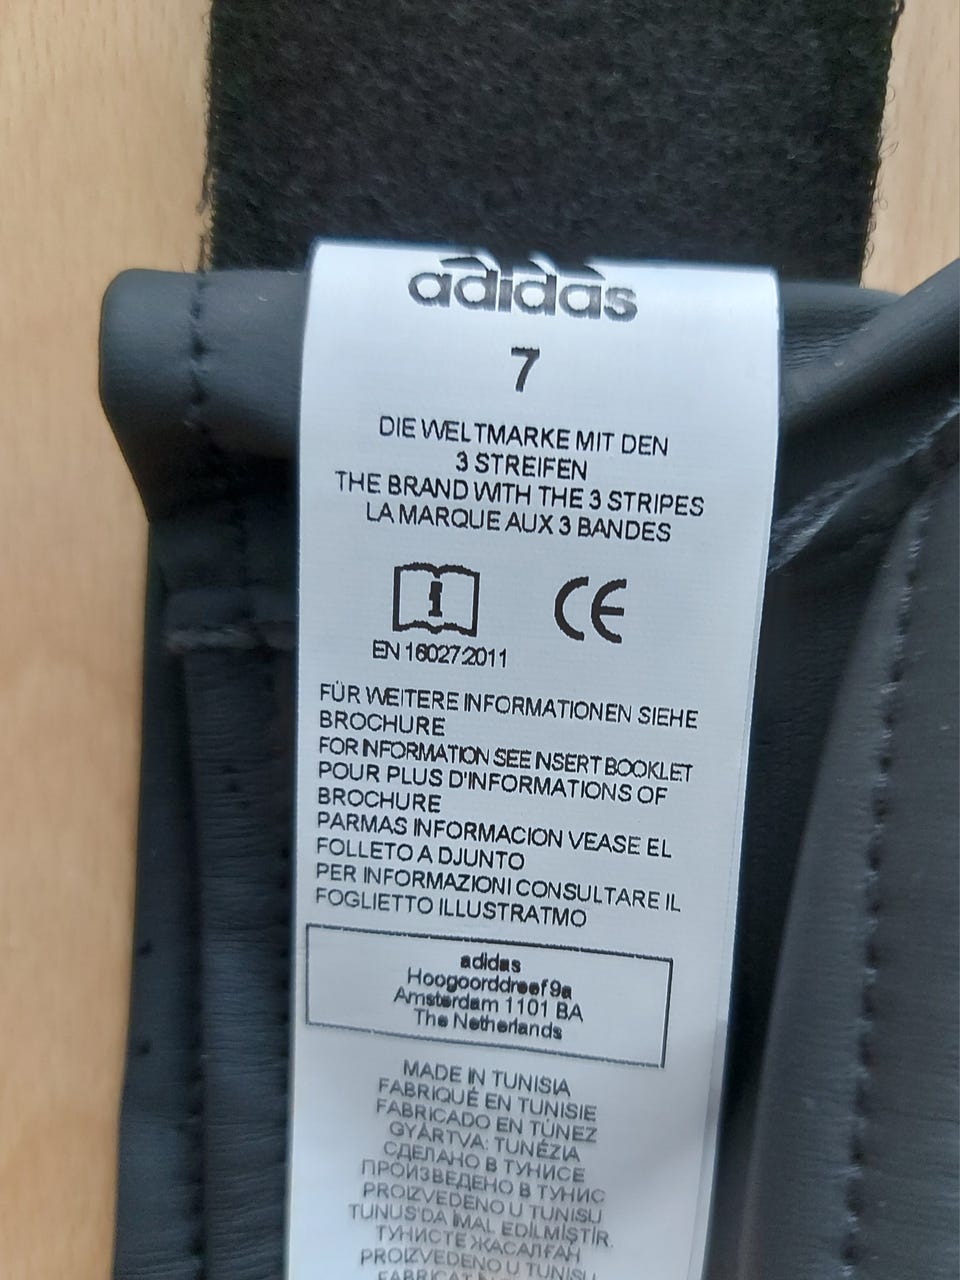 adidas
7
DIE WELTMARKE MIT DEN
3 STREIFEN
THE BRAND WITH THE 3 STRIPES
LA MARQUE AUX 3 BANDES
i
CE
EN 16027:2011
FÜR WEITERE INFORMATIONEN SIEHE
BROCHURE
FOR INFORMATION SEE INSERT BOOKLET
POUR PLUS D'INFORMATIONS OF
BROCHURE
PARMAS INFORMACION VEASE EL
FOLLETO A DJUNTO
PER INFORMAZIONI CONSULTARE IL
FOGLIETTO ILLUSTRATMO
adidas
Hoogoorddreef 9a
Amsterdam 1101 BA
The Netherlands
MADE IN TUNISIA
FABRIQUÉ EN TUNISIE
FABRICADO EN TÚNEZ
GYÁRTVA: TUNÉZIA
СДЕЛАНО В ТУНИСЕ
ПРОИЗВЕДЕНО В ТУНИС
PROIZVEDENO U TUNISU
TUNUS'DA İMAL EDİLMİŞTİR.
ТУНИСТЕ ЖАСАЛҒАН
PROIZVEDENO U TUNISU